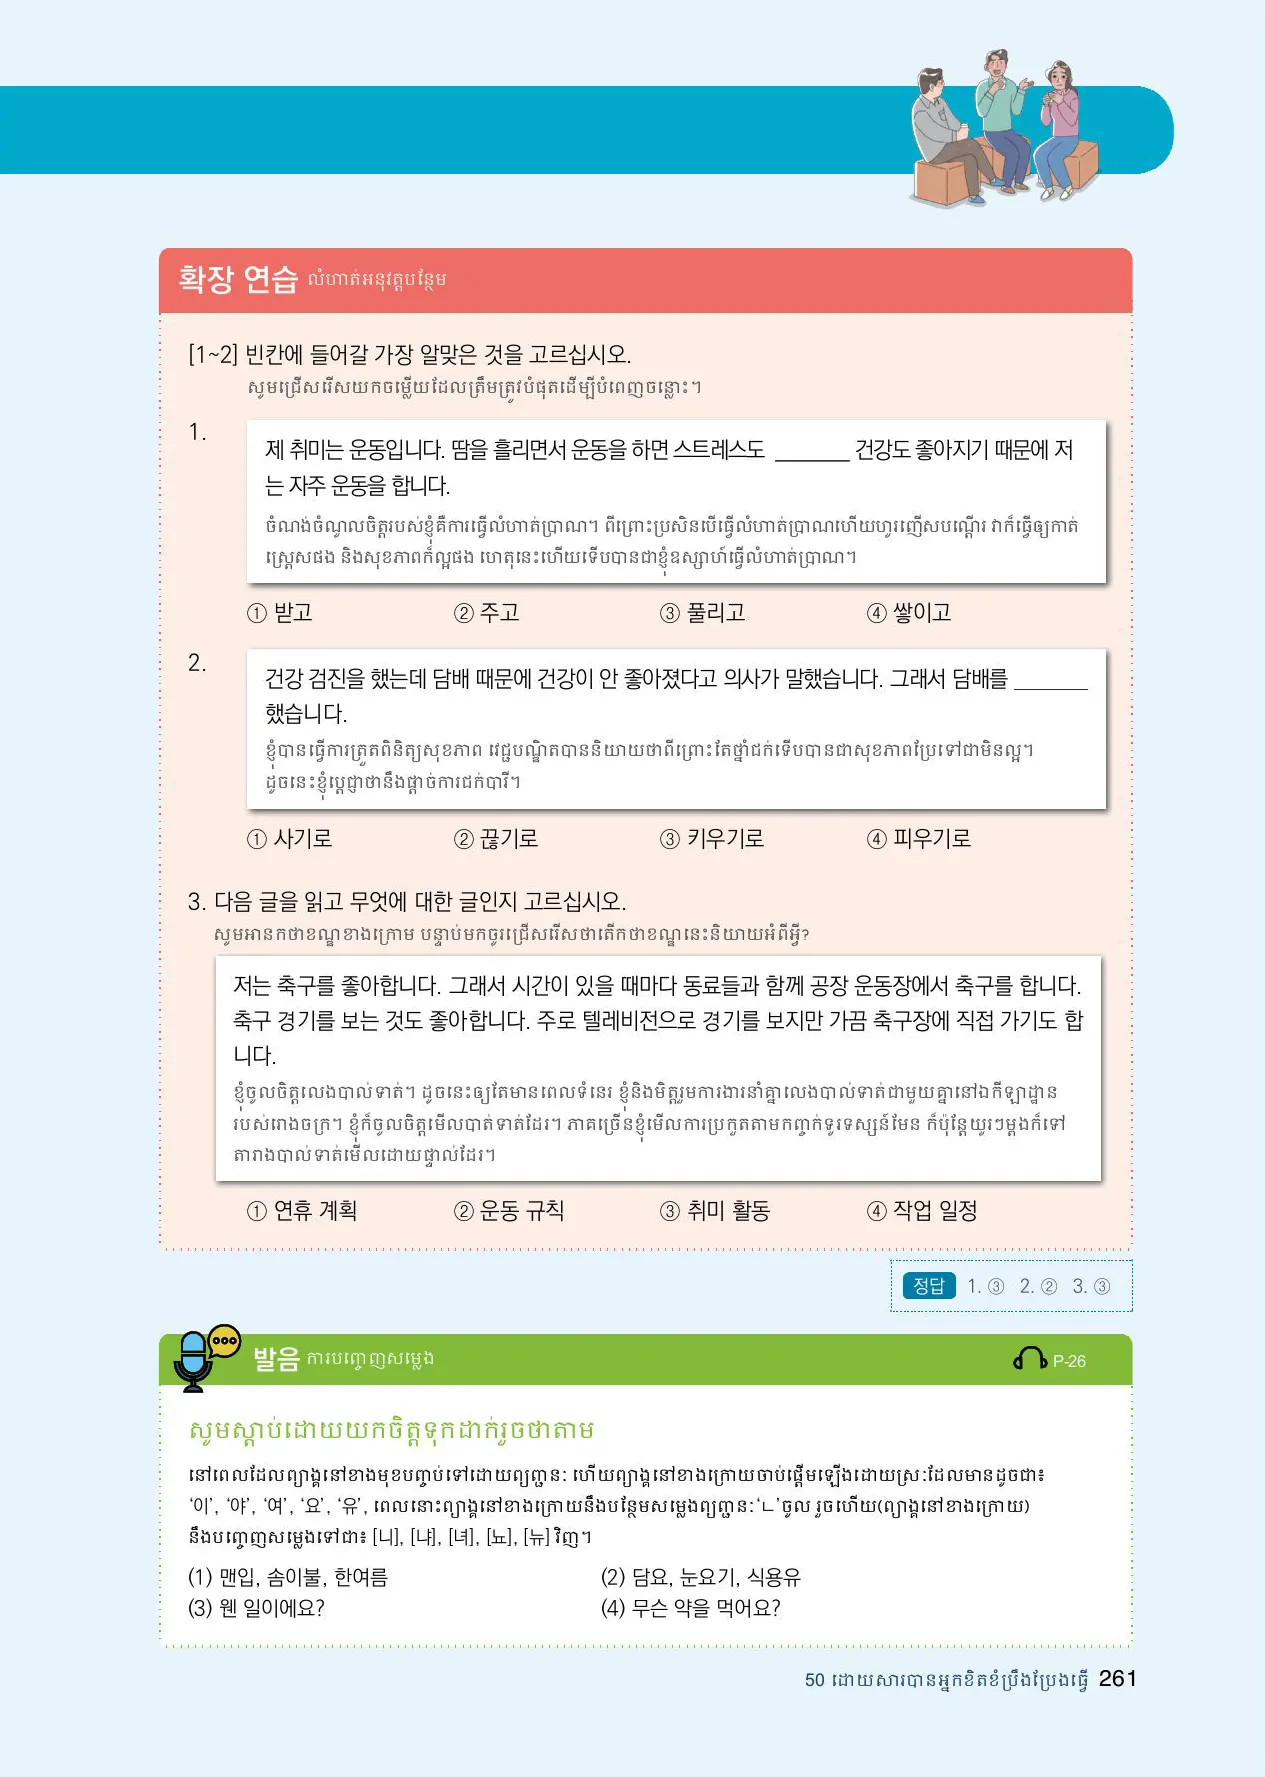 확장 연습 លំហាត់អនុវត្តបន្ថែម
[1~2] 빈칸에 들어갈 가장 알맞은 것을 고르십시오.
សូមជ្រើសរើសយកចម្លើយដែលត្រឹមត្រូវបំផុតដើម្បីបំពេញចន្លោះ។
1.
제 취미는 운동입니다. 땀을 흘리면서 운동을 하면 스트레스도 ______ 건강도 좋아지기 때문에 저
는 자주 운동을 합니다.
ចំណង់ចំណូលចិត្តរបស់ខ្ញុំគឺការធ្វើលំហាត់ប្រាណ។ ពីព្រោះប្រសិនបើធ្វើលំហាត់ប្រាណហើយហូរញើសបណ្តើរ វាក៏ធ្វើឲ្យកាត់
ស្ត្រេសផង និងសុខភាពក៏ល្អផង ហេតុនេះហើយទើបបានជាខ្ញុំឧស្សាហ៍ធ្វើលំហាត់ប្រាណ។
① 받고 ② 주고 ③ 풀리고 ④ 쌓이고
2.
건강 검진을 했는데 담배 때문에 건강이 안 좋아졌다고 의사가 말했습니다. 그래서 담배를 ______
했습니다.
ខ្ញុំបានធ្វើការត្រួតពិនិត្យសុខភាព វេជ្ជបណ្ឌិតបាននិយាយថាពីព្រោះតែថ្នាំជក់ទើបបានជាសុខភាពប្រែទៅជាមិនល្អ។
ដូចនេះខ្ញុំប្តេជ្ញាថានឹងផ្តាច់ការជក់បារី។
① 사기로 ② 끊기로 ③ 키우기로 ④ 피우기로
3. 다음 글을 읽고 무엇에 대한 글인지 고르십시오.
សូមអានកថាខណ្ឌខាងក្រោម បន្ទាប់មកចូរជ្រើសរើសថាតើកថាខណ្ឌនេះនិយាយអំពីអ្វី?
저는 축구를 좋아합니다. 그래서 시간이 있을 때마다 동료들과 함께 공장 운동장에서 축구를 합니다.
축구 경기를 보는 것도 좋아합니다. 주로 텔레비전으로 경기를 보지만 가끔 축구장에 직접 가기도 합
니다.
ខ្ញុំចូលចិត្តលេងបាល់ទាត់។ ដូចនេះឲ្យតែមានពេលទំនេរ ខ្ញុំនិងមិត្តរួមការងារនាំគ្នាលេងបាល់ទាត់ជាមួយគ្នានៅឯកីឡាដ្ឋាន
របស់រោងចក្រ។ ខ្ញុំក៏ចូលចិត្តមើលបាត់ទាត់ដែរ។ ភាគច្រើនខ្ញុំមើលការប្រកួតតាមកញ្ចក់ទូរទស្សន៍មែន ក៏ប៉ុន្តែយូរៗម្តងក៏ទៅ
តារាងបាល់ទាត់មើលដោយផ្ទាល់ដែរ។
① 연휴 계획 ② 운동 규칙 ③ 취미 활동 ④ 작업 일정
정답 1. ③ 2. ② 3. ③
발음 ការបញ្ចេញសម្លេង P-26
សូមស្តាប់ដោយយកចិត្តទុកដាក់រួចថាតាម
នៅពេលដែលព្យាង្គនៅខាងមុខបញ្ចប់ទៅដោយព្យញ្ជនៈ ហើយព្យាង្គនៅខាងក្រោយចាប់ផ្តើមឡើងដោយស្រៈដែលមានដូចជា៖
‘이’, ‘야’, ‘여’, ‘요’, ‘유’, ពេលនោះព្យាង្គនៅខាងក្រោយនឹងបន្ថែមសម្លេងព្យញ្ជនៈ‘ㄴ’ចូល រួចហើយ(ព្យាង្គនៅខាងក្រោយ)
នឹងបញ្ចេញសម្លេងទៅជា៖ [니], [냐], [녀], [뇨], [뉴] វិញ។
(1) 맨입, 솜이불, 한여름 (2) 담요, 눈요기, 식용유
(3) 웬 일이에요? (4) 무슨 약을 먹어요?
50 ដោយសារបានអ្នកខិតខំប្រឹងប្រែងធ្វើ 261